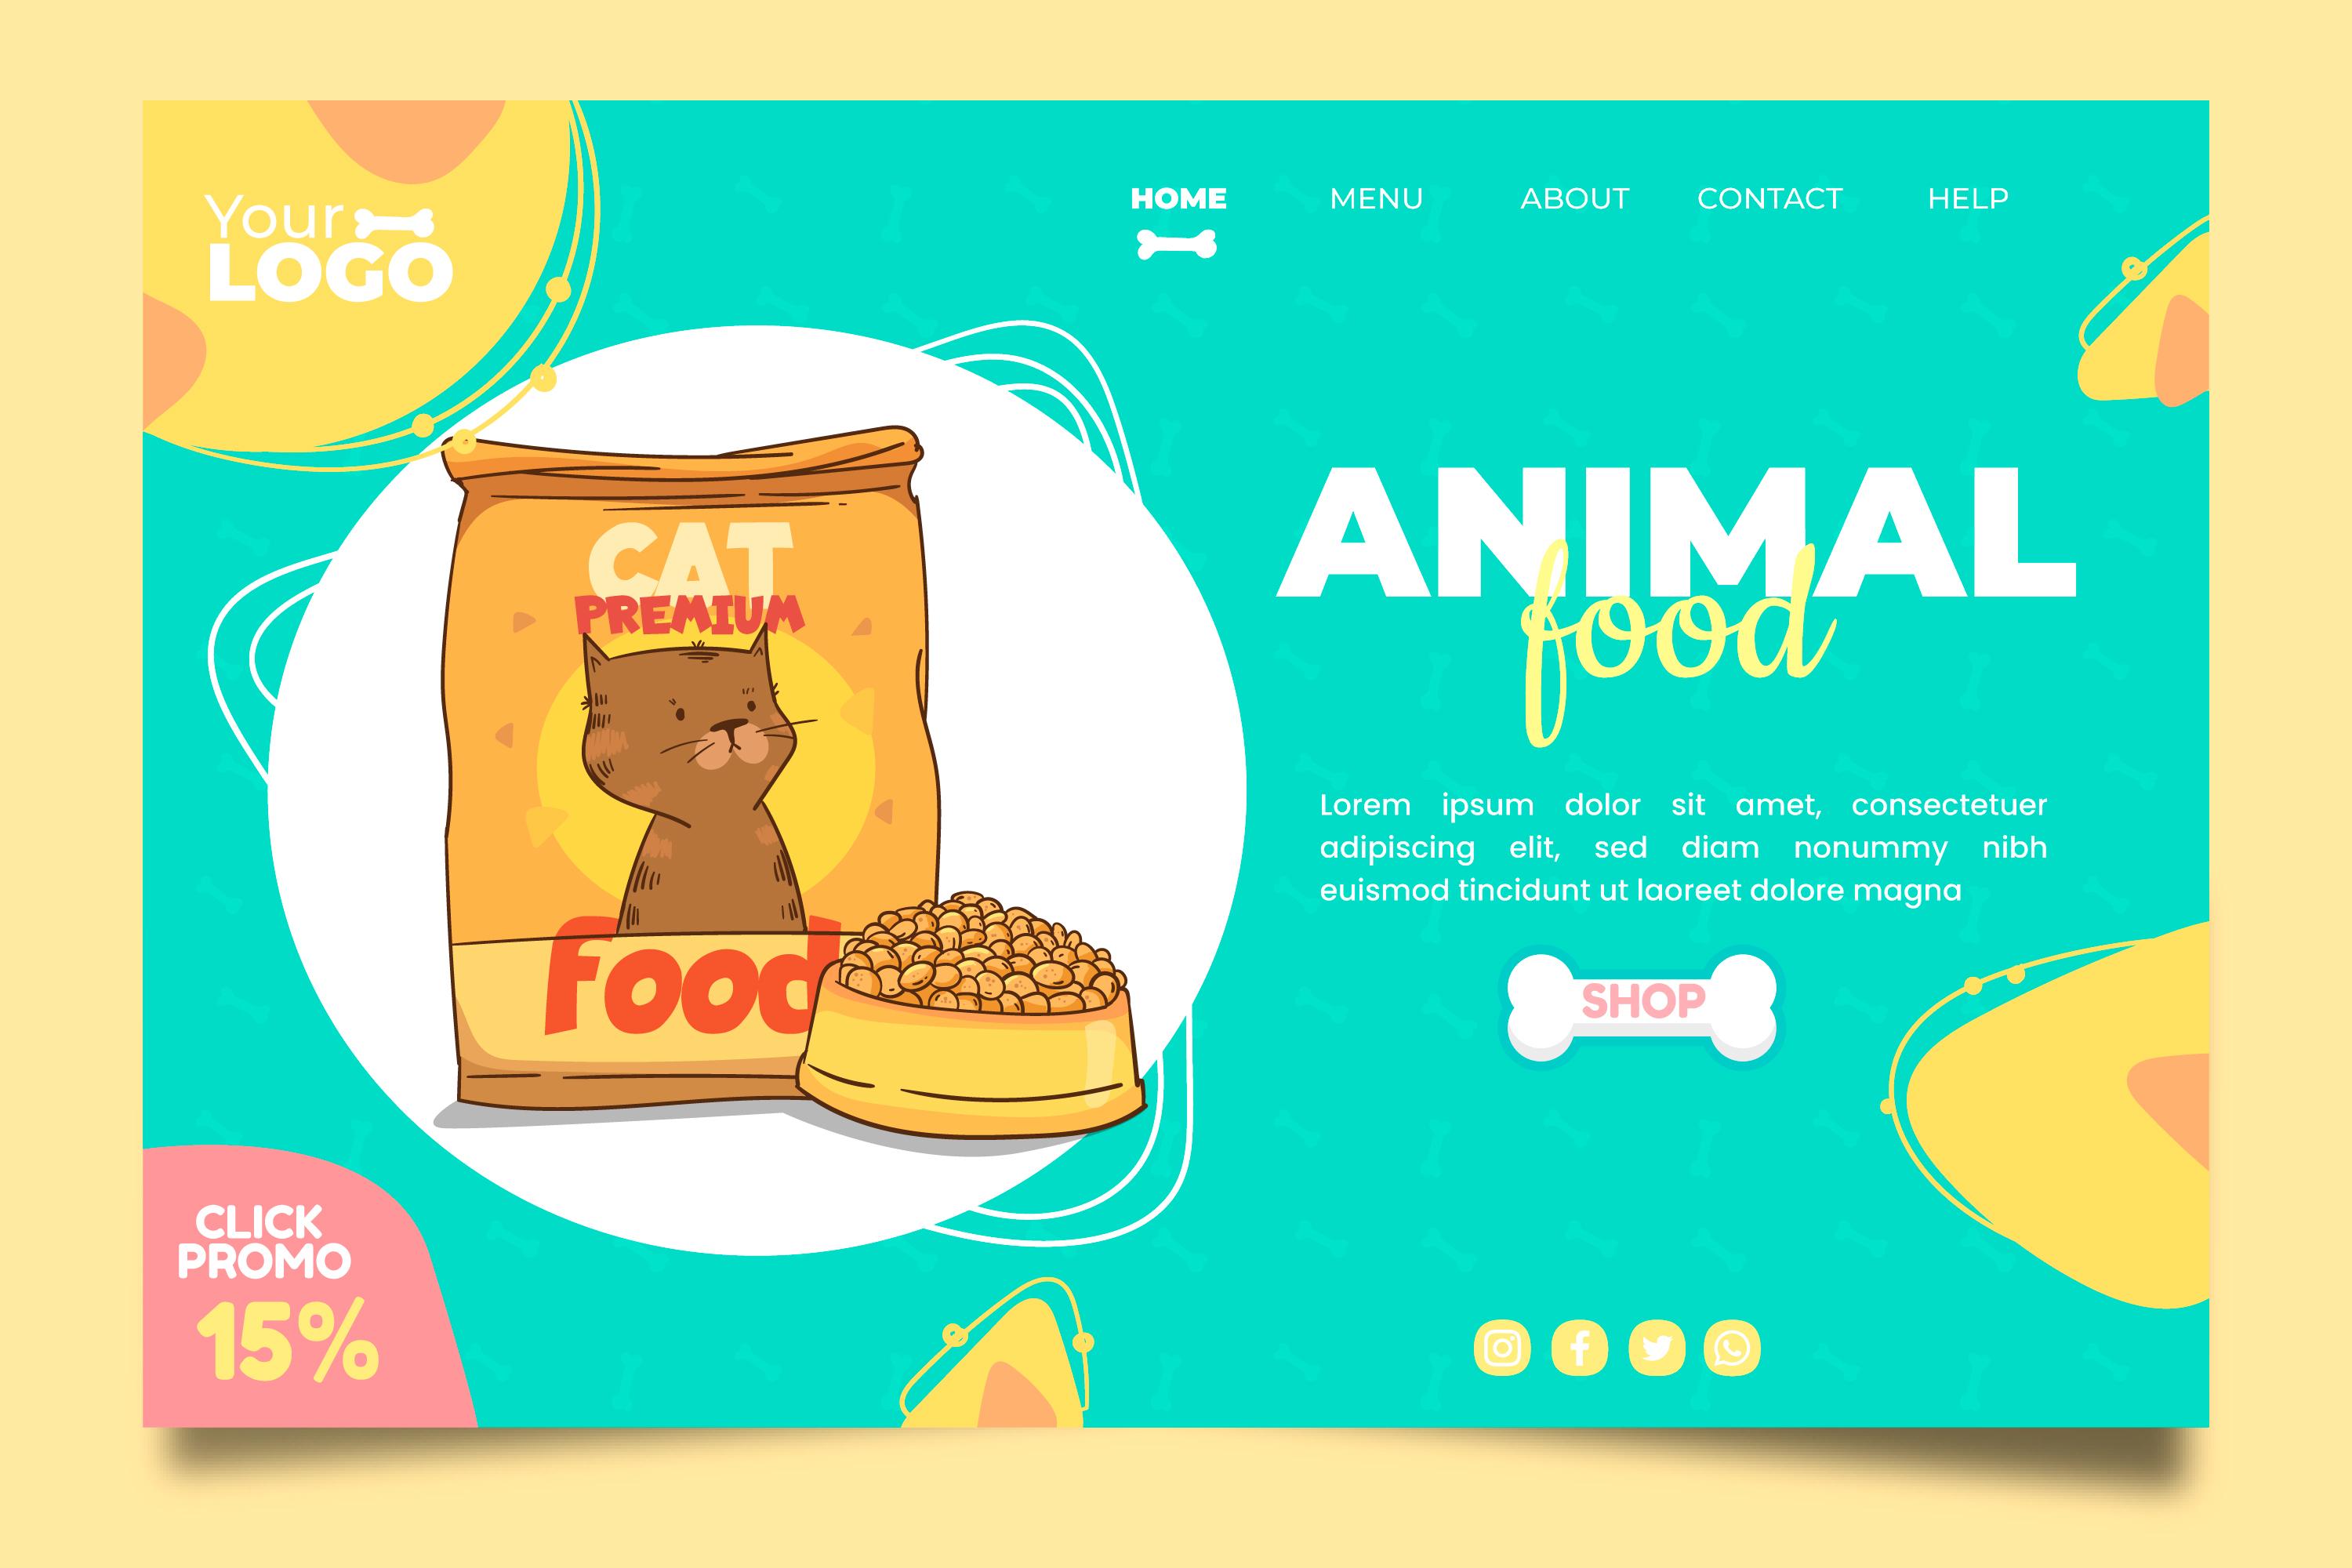 Your
LOGO
HOME MENU ABOUT CONTACT HELP
CAT
PREMIUM
food
ANIMAL
food
Lorem ipsum dolor sit amet, consectetuer
adipiscing elit, sed diam nonummy nibh
euismod tincidunt ut laoreet dolore magna
SHOP
CLICK
PROMO
15%